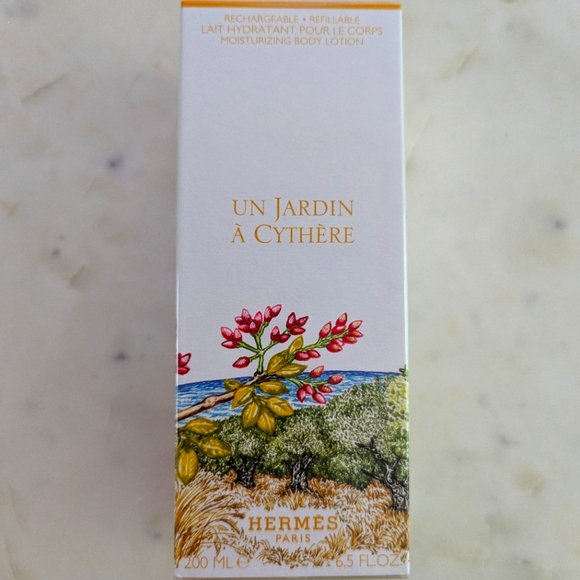 RECHARGEABLE • REFILLABLE
LAIT HYDRATANT POUR LE CORPS
MOISTURIZING BODY LOTION
UN JARDIN
À CYTHÈRE
HERMÈS
PARIS
200 ML e 6.5 FL.OZ